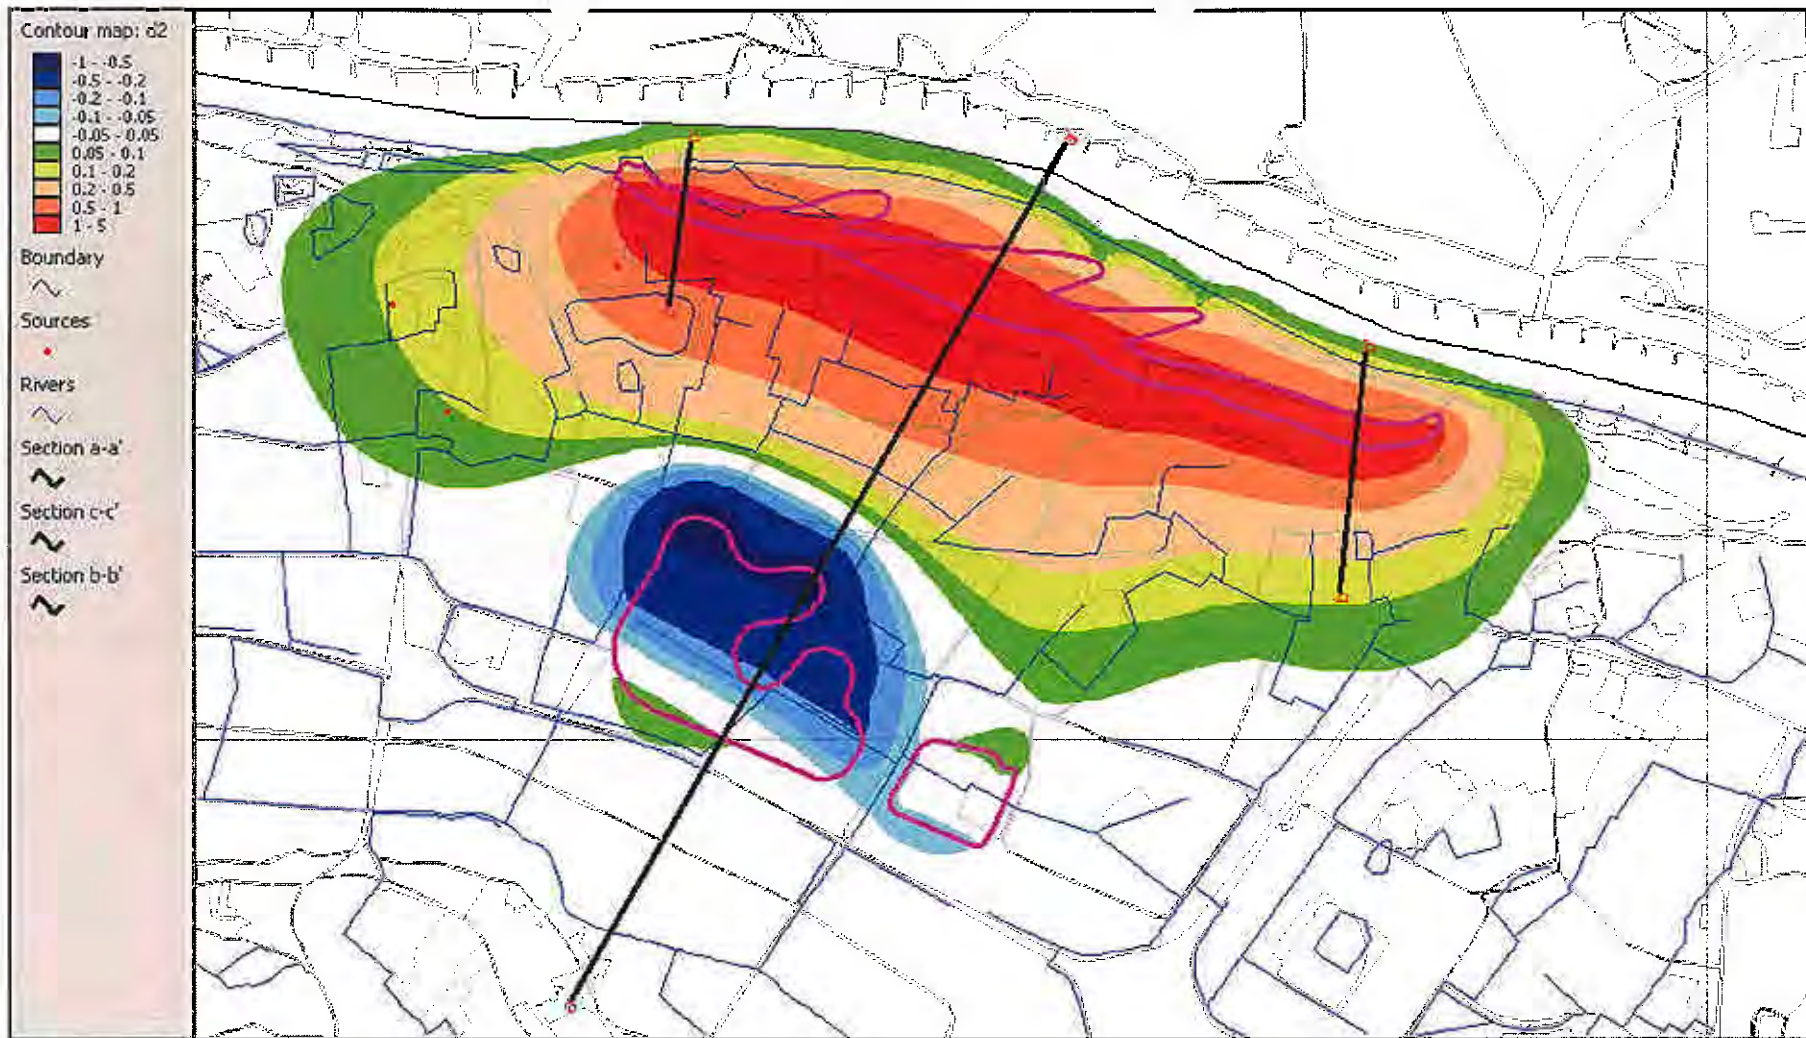 Contour map: d2
-1 - -0.5
-0.5 - -0.2
-0.2 - -0.1
-0.1 - -0.05
-0.05 - 0.05
0.05 - 0.1
0.1 - 0.2
0.2 - 0.5
0.5 - 1
1 - 5
Boundary
Sources
Rivers
Section a-a'
Section c-c'
Section b-b'